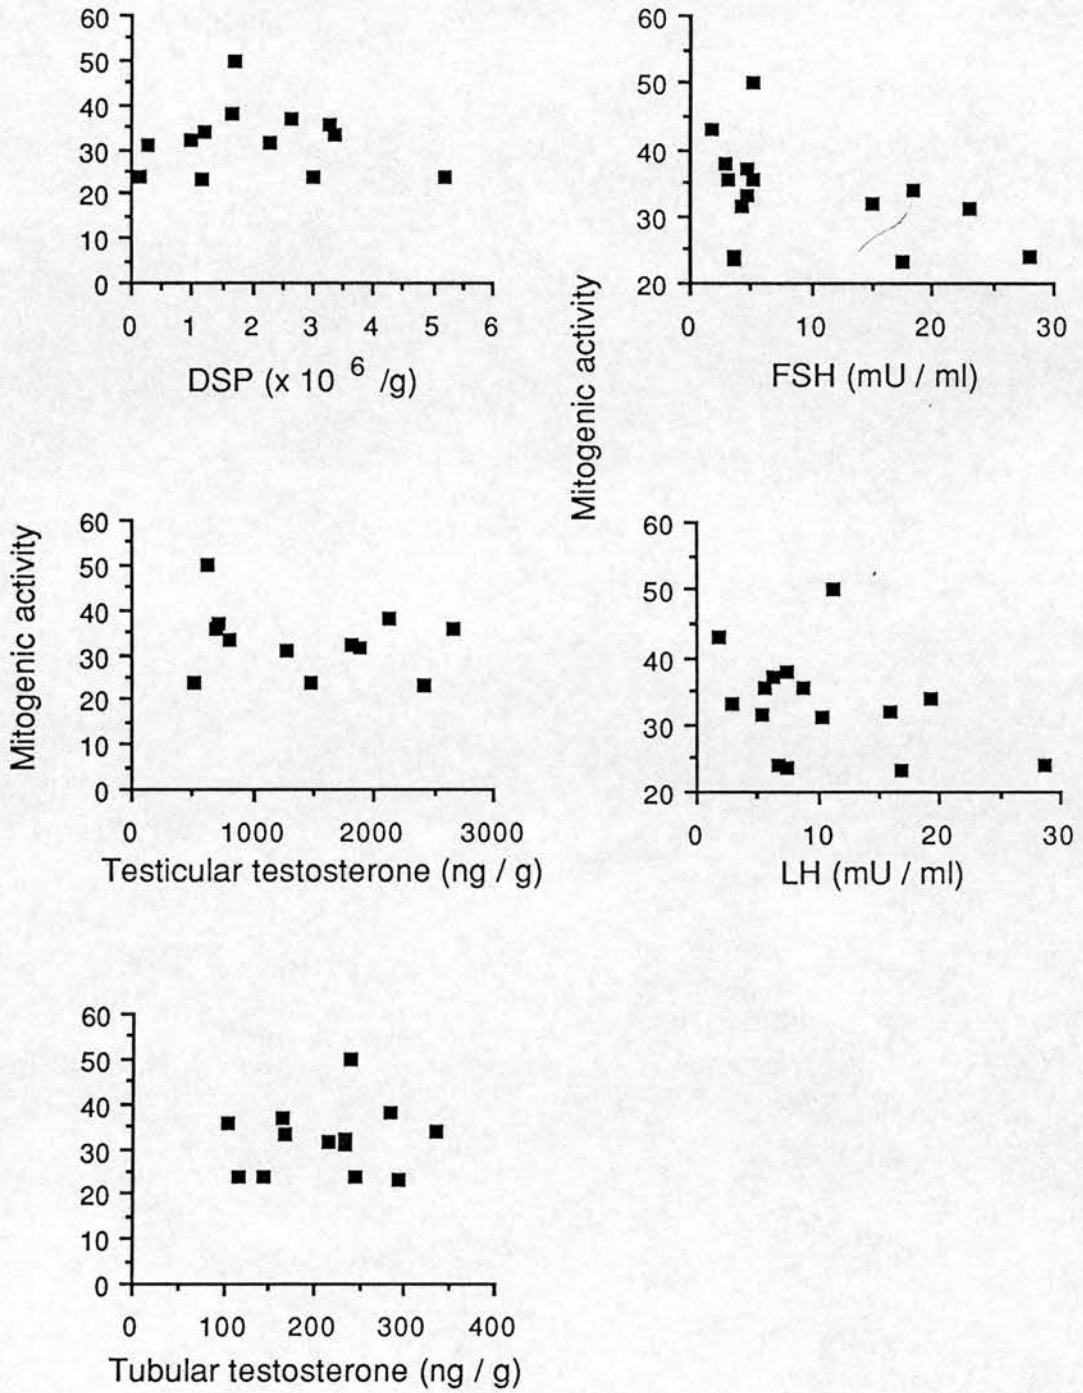 60
50
40
30
20
10
0
0 1 2 3 4 5 6
DSP (x 10 6 /g)
60
50
40
30
20
0 10 20 30
FSH (mU / ml)
Mitogenic activity
60
50
40
30
20
10
0
0 1000 2000 3000
Testicular testosterone (ng / g)
Mitogenic activity
60
50
40
30
20
0 10 20 30
LH (mU / ml)
60
50
40
30
20
10
0
0 100 200 300 400
Tubular testosterone (ng / g)